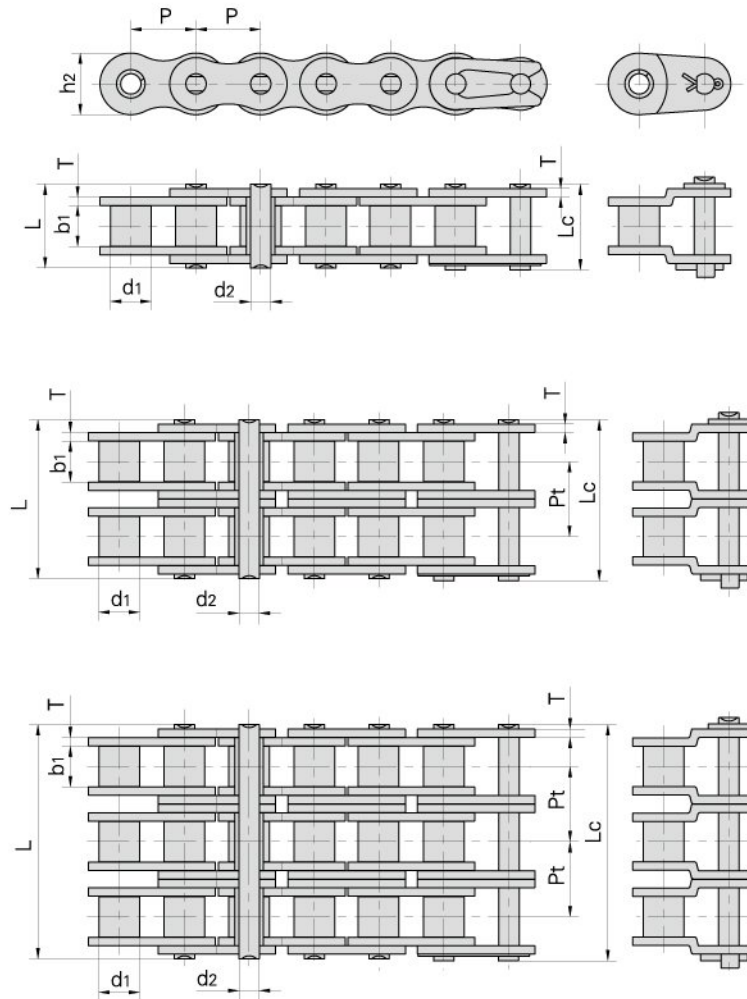 P P
h2
T T
L b1 Lc
d1 d2
T T
L b1 Pt Lc
d1 d2
T T
L b1 Pt Lc
Pt
d1 d2